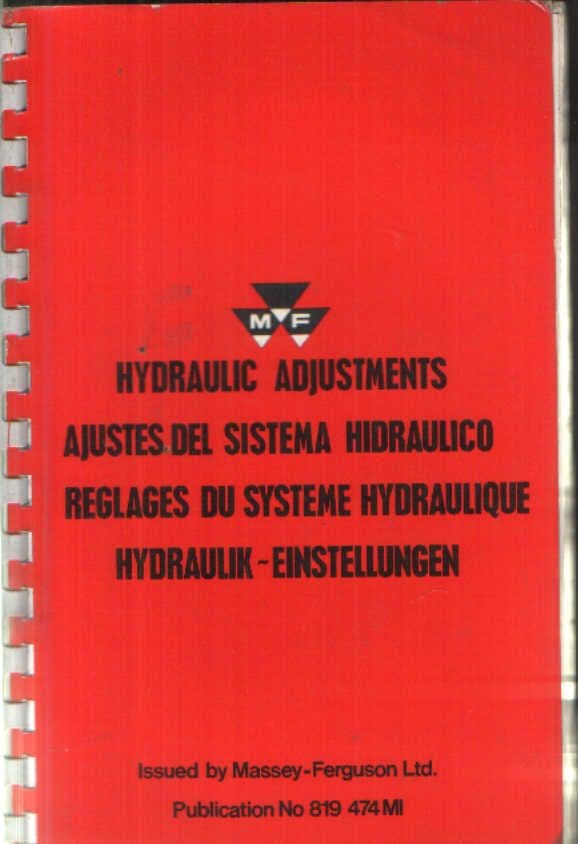 MF
HYDRAULIC ADJUSTMENTS
AJUSTES DEL SISTEMA HIDRAULICO
REGLAGES DU SYSTEME HYDRAULIQUE
HYDRAULIK-EINSTELLUNGEN
Issued by Massey-Ferguson Ltd.
Publication No 819 474 MI